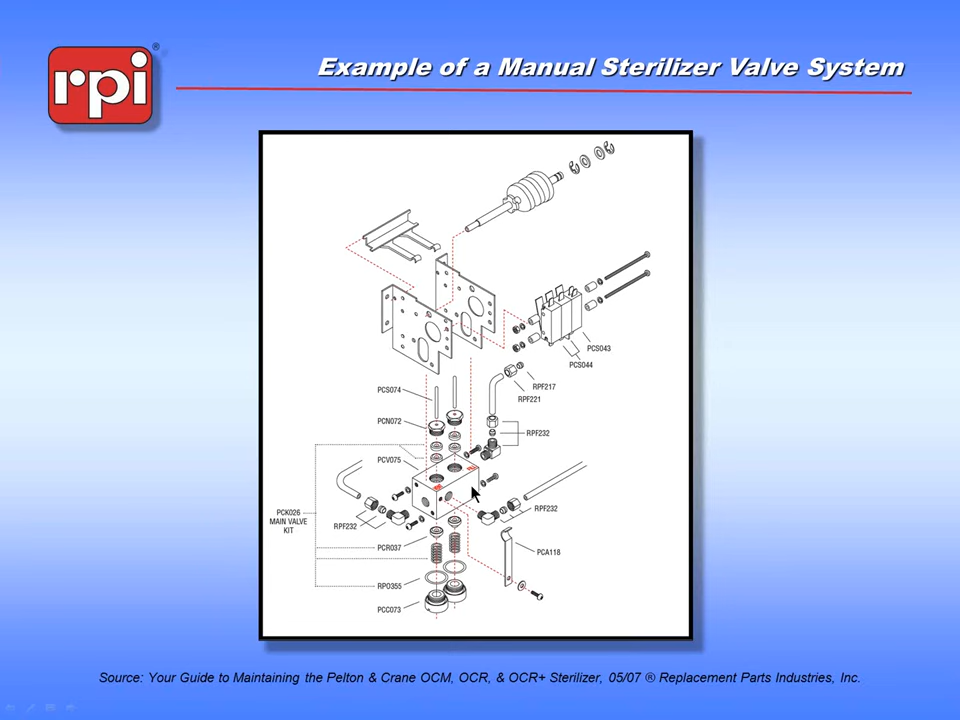 rpi ®
Example of a Manual Sterilizer Valve System
PCS043
PCS044
RPF217
PCS074
RPF221
PCN072
RPF232
PCV075
PCK026
MAIN VALVE
KIT
RPF232
RPF232
PCR037
PCA118
RPO355
PCC073
Source: Your Guide to Maintaining the Pelton & Crane OCM, OCR, & OCR+ Sterilizer, 05/07 ® Replacement Parts Industries, Inc.